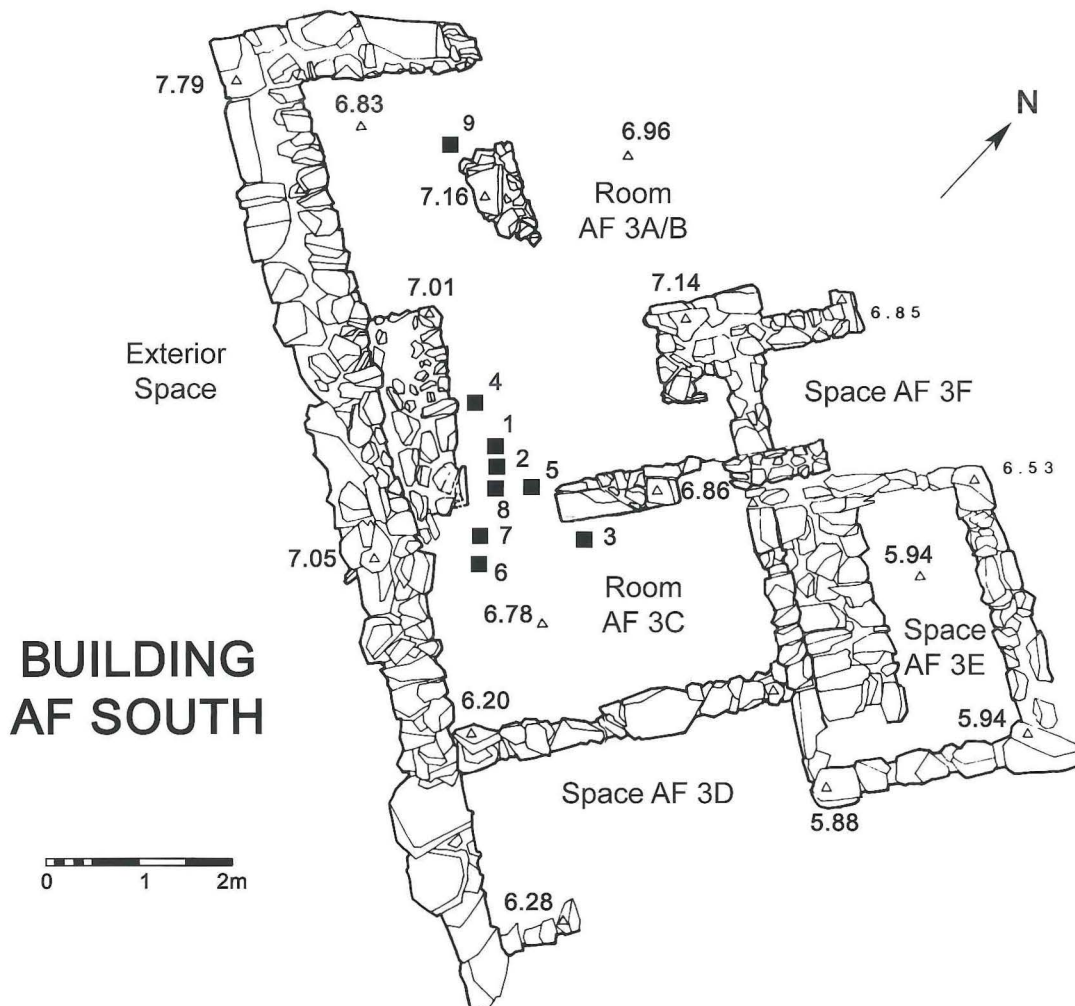 7.79
6.83
9
6.96
N
7.16
Room
AF 3A/B
7.01
7.14
6.85
Exterior
Space
4
Space AF 3F
1
2
5
6.86
6.53
8
7
3
7.05
6
5.94
Room
AF 3C
6.78
Space
AF 3E
BUILDING
AF SOUTH
6.20
5.94
Space AF 3D
5.88
0 1 2m
6.28